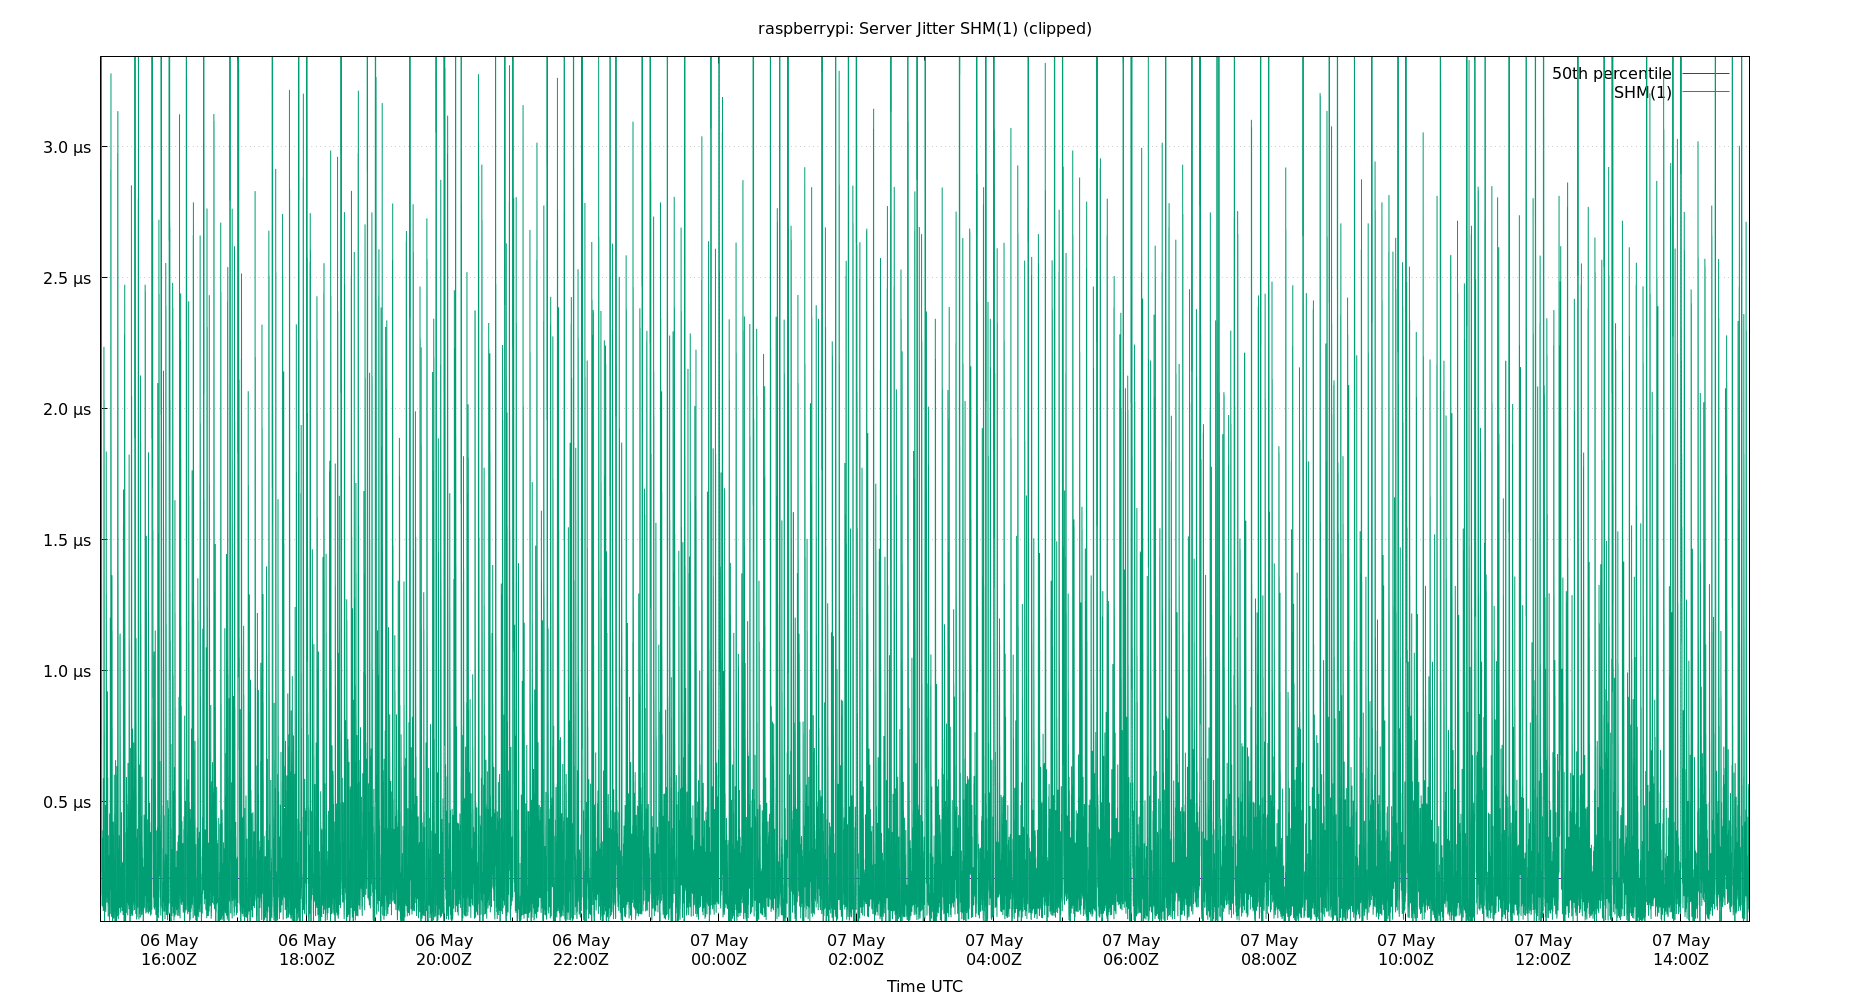 raspberrypi: Server Jitter SHM(1) (clipped)
50th percentile
SHM(1)
3.0 μs
2.5 μs
2.0 μs
1.5 μs
1.0 μs
0.5 μs
06 May 06 May 06 May 06 May 07 May 07 May 07 May 07 May 07 May 07 May 07 May 07 May
16:00Z 18:00Z 20:00Z 22:00Z 00:00Z 02:00Z 04:00Z 06:00Z 08:00Z 10:00Z 12:00Z 14:00Z
Time UTC